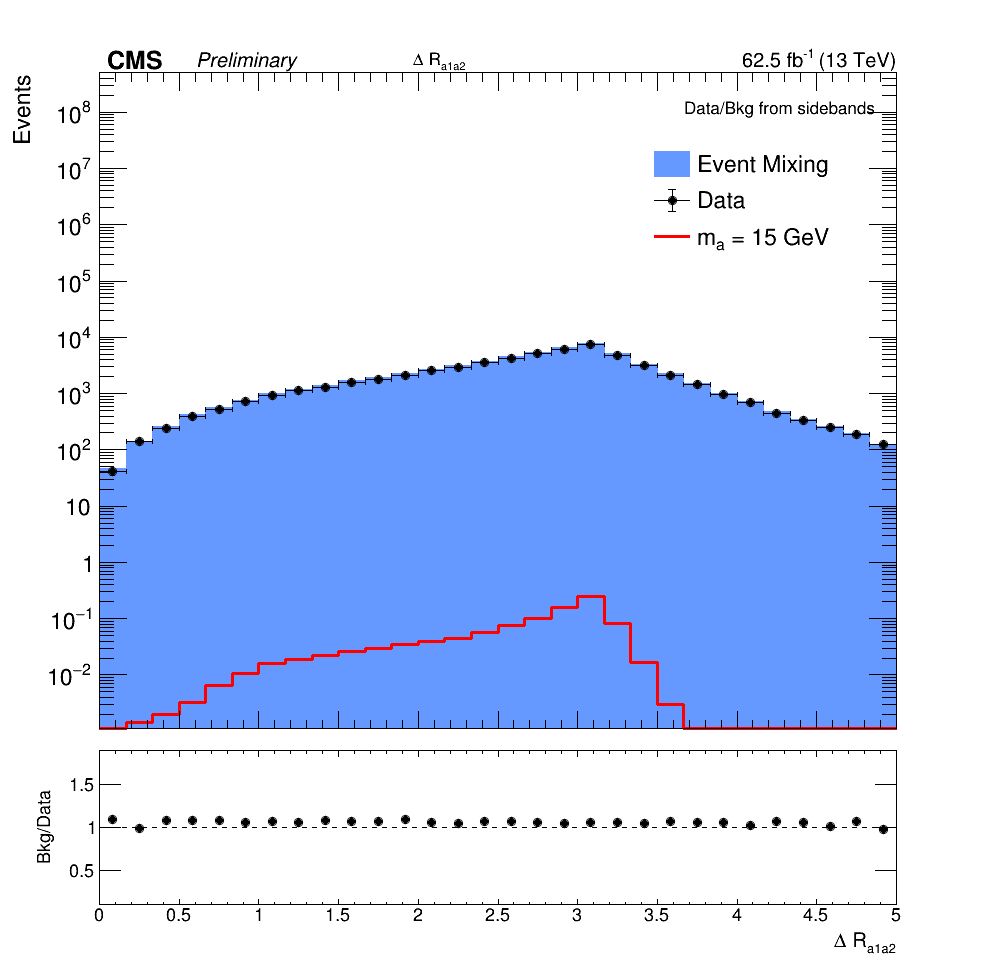 CMS Preliminary Δ R_a1a2 62.5 fb⁻¹ (13 TeV)
Events
Data/Bkg from sidebands
Event Mixing
Data
mₐ = 15 GeV
10⁸
10⁷
10⁶
10⁵
10⁴
10³
10²
10
1
10⁻¹
10⁻²
Bkg/Data
1.5
1
0.5
0 0.5 1 1.5 2 2.5 3 3.5 4 4.5 5
Δ R_a1a2